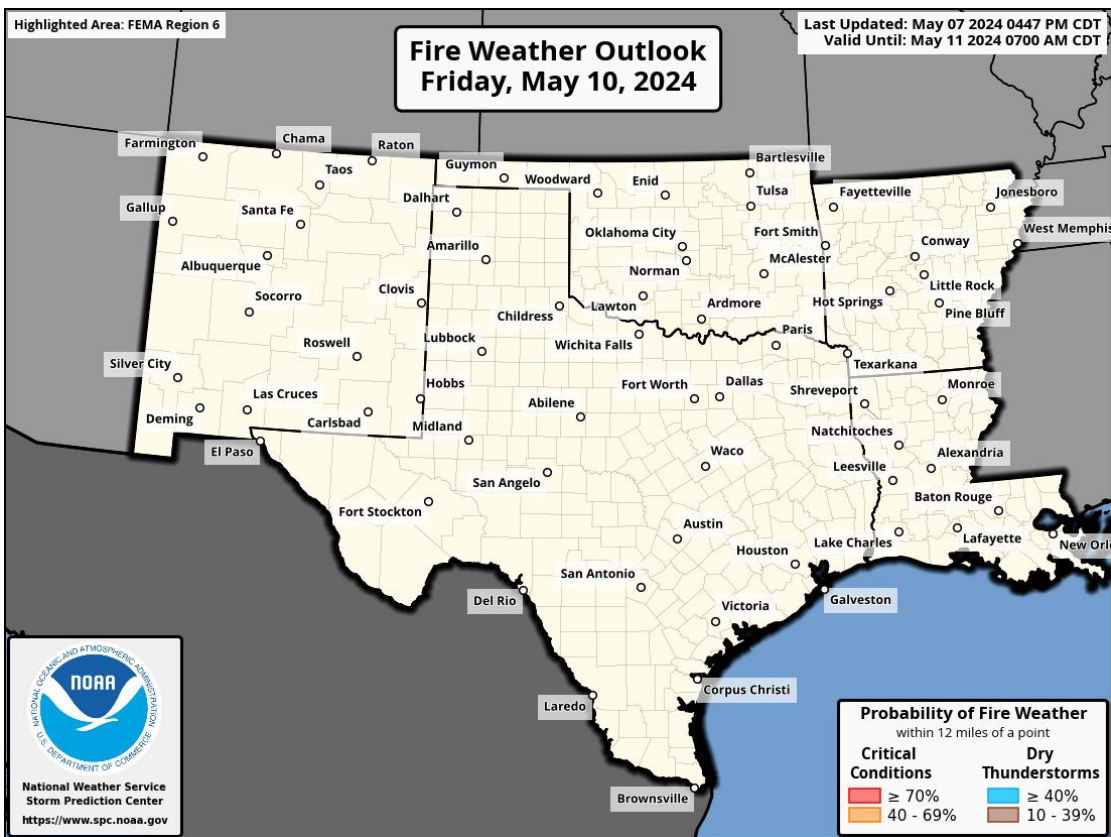 Highlighted Area: FEMA Region 6
Fire Weather Outlook
Friday, May 10, 2024
Last Updated: May 07 2024 0447 PM CDT
Valid Until: May 11 2024 0700 AM CDT
Farmington
Chama
Raton
Taos
Guymon
Woodward
Enid
Bartlesville
Tulsa
Fayetteville
Jonesboro
Gallup
Santa Fe
Dalhart
Amarillo
Oklahoma City
Fort Smith
Conway
West Memphis
Albuquerque
Norman
McAlester
Little Rock
Socorro
Clovis
Childress
Lawton
Ardmore
Hot Springs
Pine Bluff
Roswell
Lubbock
Wichita Falls
Paris
Texarkana
Silver City
Las Cruces
Hobbs
Fort Worth
Dallas
Shreveport
Monroe
Deming
Carlsbad
Midland
Abilene
Natchitoches
El Paso
San Angelo
Waco
Leesville
Alexandria
Fort Stockton
Austin
Baton Rouge
Houston
Lake Charles
Lafayette
New Orl
San Antonio
Del Rio
Victoria
Galveston
Laredo
Corpus Christi
Brownsville
NATIONAL OCEANIC AND ATMOSPHERIC ADMINISTRATION
NOAA
U.S. DEPARTMENT OF COMMERCE
National Weather Service
Storm Prediction Center
https://www.spc.noaa.gov
Probability of Fire Weather
within 12 miles of a point
Critical Conditions
≥ 70%
40 - 69%
Dry Thunderstorms
≥ 40%
10 - 39%